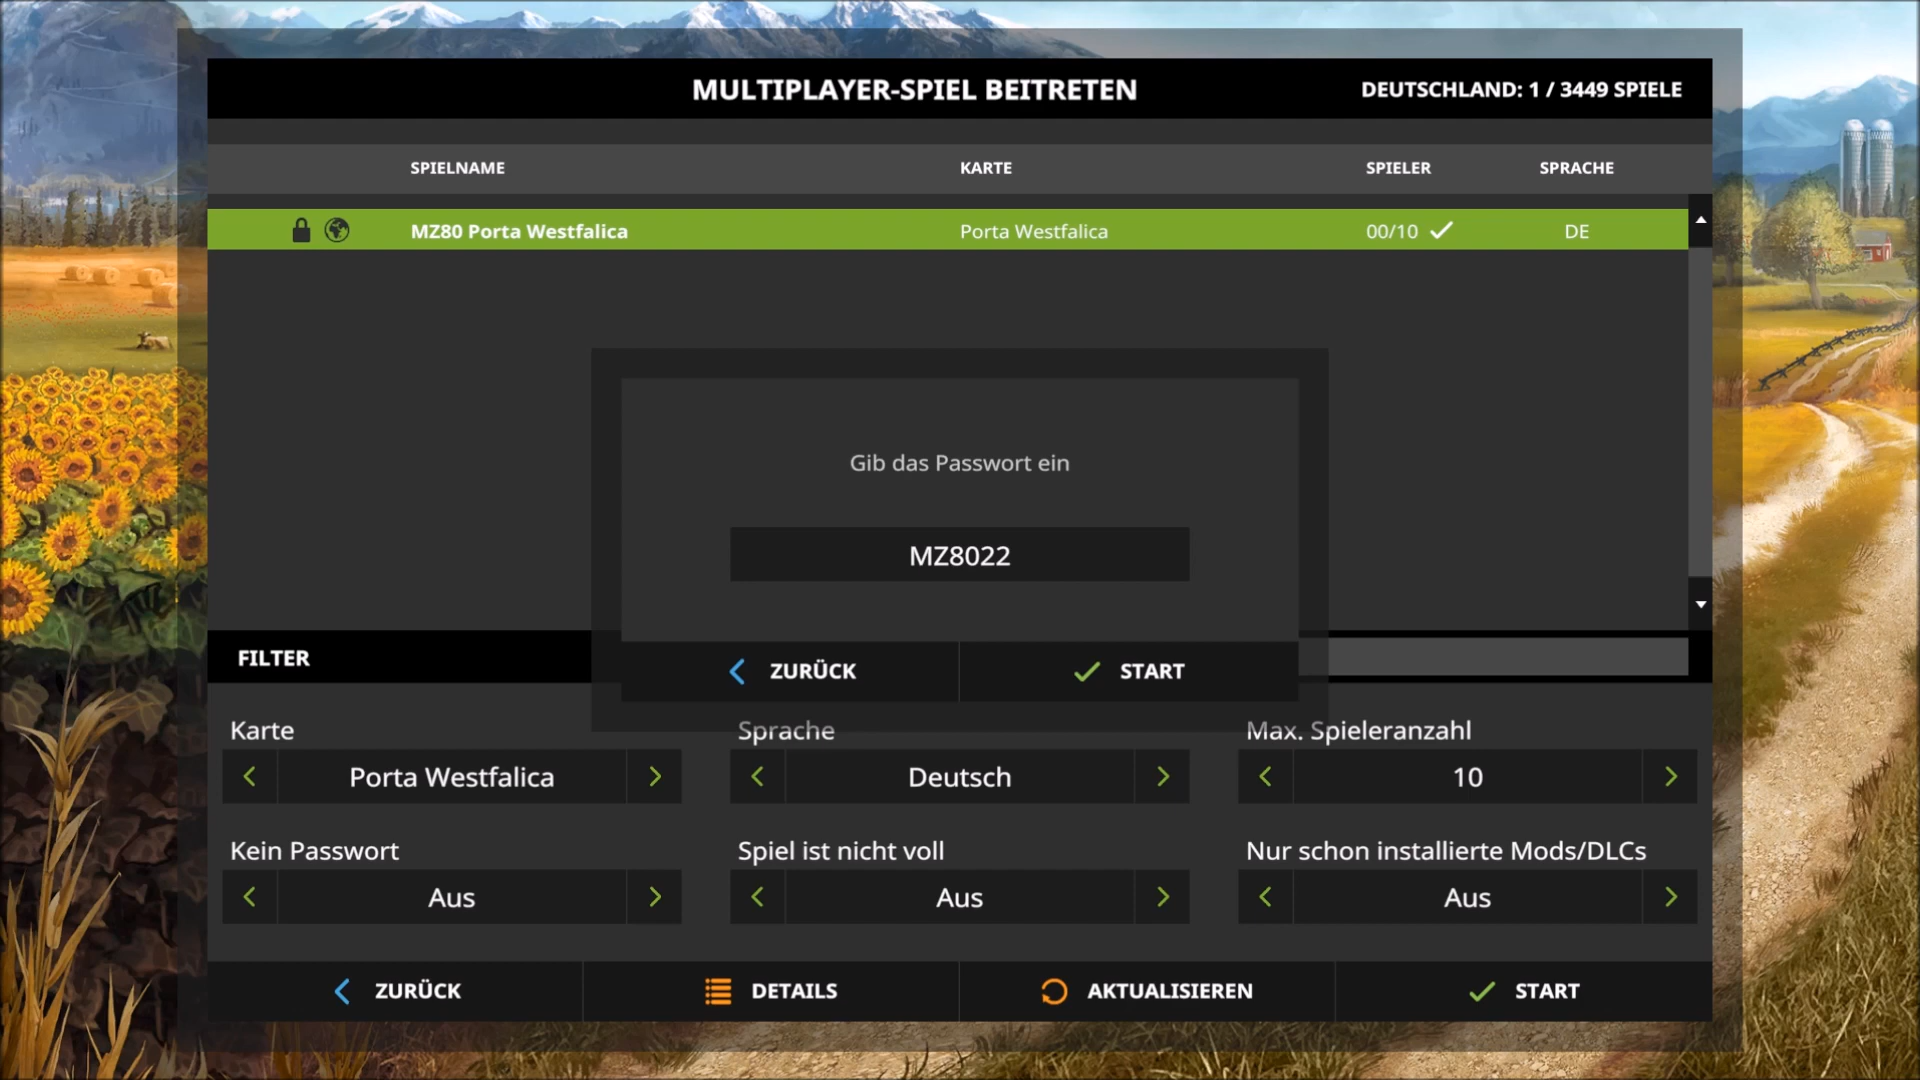 MULTIPLAYER-SPIEL BEITRETEN
DEUTSCHLAND: 1 / 3449 SPIELE
SPIELNAME KARTE SPIELER SPRACHE
MZ80 Porta Westfalica Porta Westfalica 00/10 DE
Gib das Passwort ein
MZ8022
ZURÜCK START
FILTER
Karte Sprache Max. Spieleranzahl
Porta Westfalica Deutsch 10
Kein Passwort Spiel ist nicht voll Nur schon installierte Mods/DLCs
Aus Aus Aus
ZURÜCK DETAILS AKTUALISIEREN START